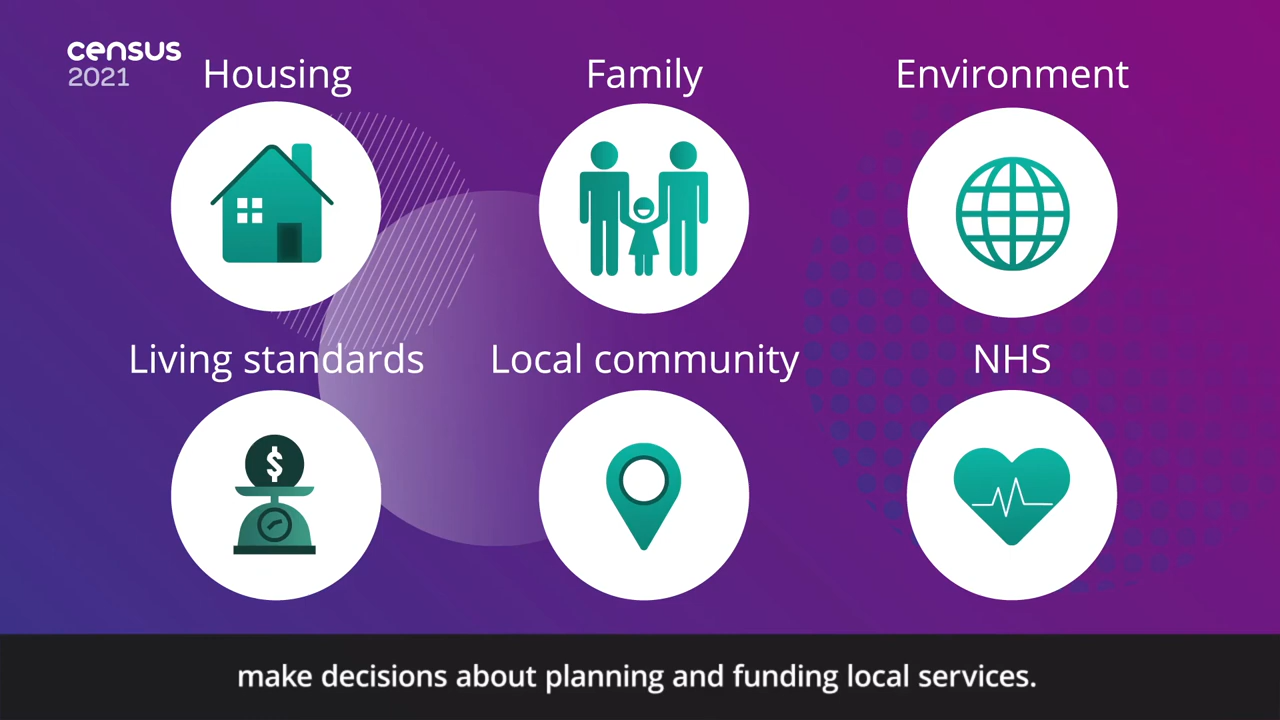 census
2021
Housing
Family
Environment
Living standards
Local community
NHS
$
make decisions about planning and funding local services.